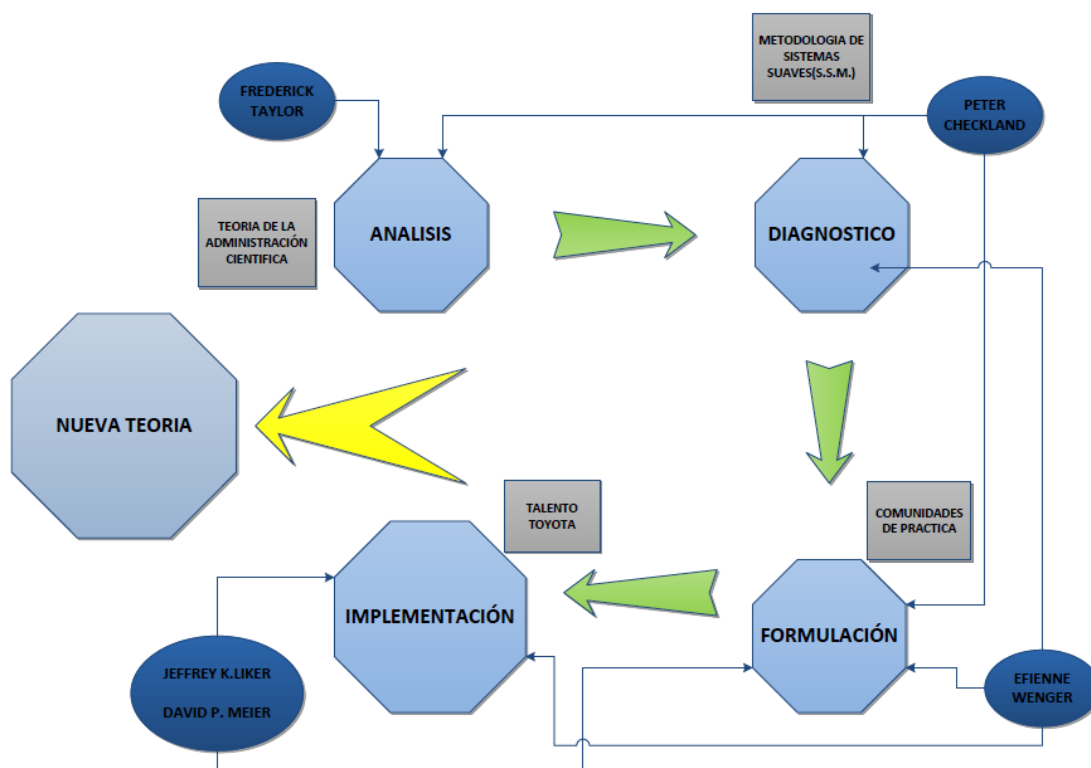 METODOLOGIA DE
SISTEMAS
SUAVES(S.S.M.)
FREDERICK
TAYLOR
PETER
CHECKLAND
TEORIA DE LA
ADMINISTRACIÓN
CIENTIFICA
ANALISIS
DIAGNOSTICO
NUEVA TEORIA
TALENTO
TOYOTA
COMUNIDADES
DE PRACTICA
IMPLEMENTACIÓN
FORMULACIÓN
JEFFREY K.LIKER
DAVID P. MEIER
EFIENNE
WENGER